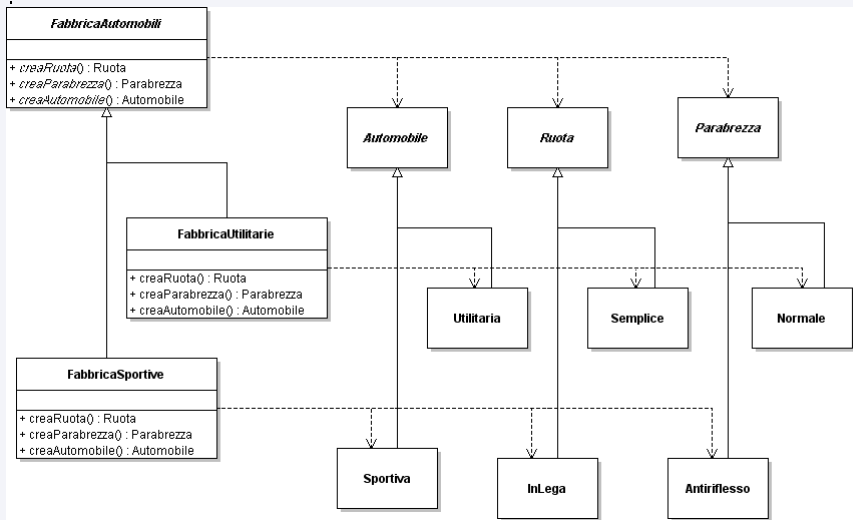 FabbricaAutomobili
+ creaRuota() : Ruota
+ creaParabrezza() : Parabrezza
+ creaAutomobile() : Automobile
Automobile
Ruota
Parabrezza
FabbricaUtilitarie
+ creaRuota() : Ruota
+ creaParabrezza() : Parabrezza
+ creaAutomobile() : Automobile
Utilitaria
Semplice
Normale
FabbricaSportive
+ creaRuota() : Ruota
+ creaParabrezza() : Parabrezza
+ creaAutomobile() : Automobile
Sportiva
InLega
Antiriflesso